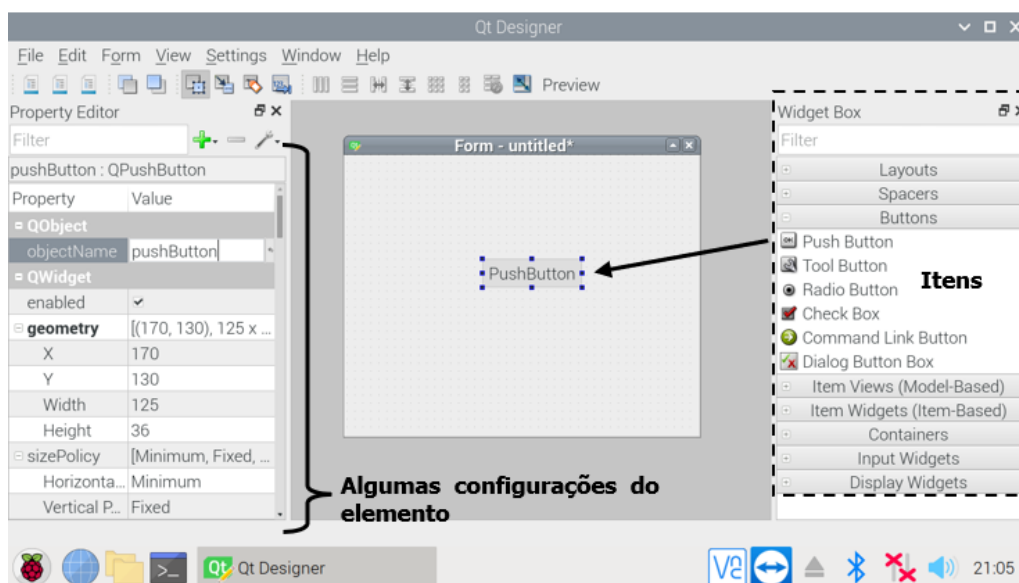 Qt Designer
File Edit Form View Settings Window Help
Preview
Property Editor
Filter
pushButton : QPushButton
Property Value
QObject
objectName pushButton
QWidget
enabled
geometry [(170, 130), 125 x ...
X 170
Y 130
Width 125
Height 36
sizePolicy [Minimum, Fixed, ...
Horizonta... Minimum
Vertical P... Fixed
Form - untitled*
PushButton
Algumas configurações do
elemento
Widget Box
Filter
Layouts
Spacers
Buttons
Push Button
Tool Button
Radio Button
Check Box
Command Link Button
Dialog Button Box
Itens
Item Views (Model-Based)
Item Widgets (Item-Based)
Containers
Input Widgets
Display Widgets
Qt Qt Designer
21:05